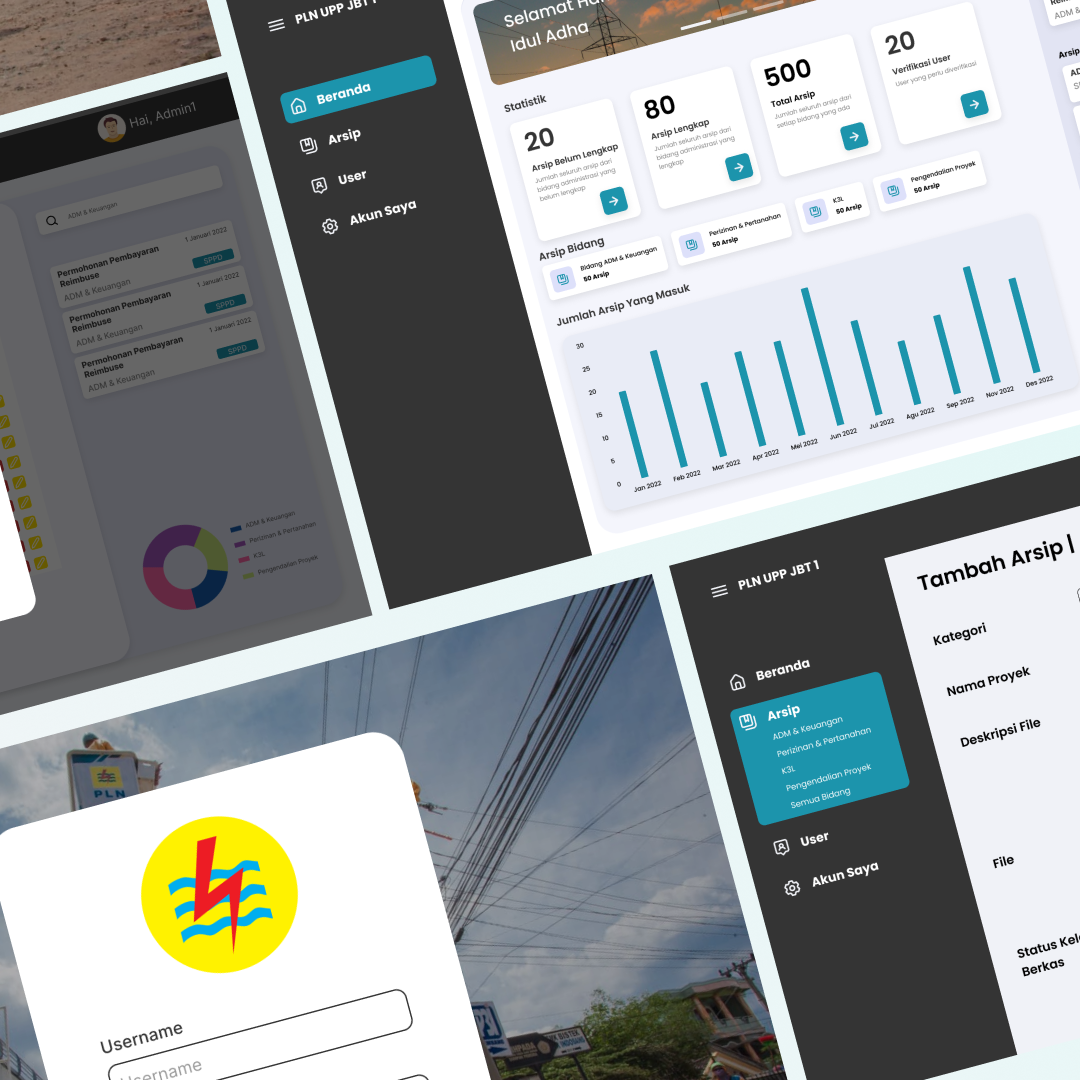 Hai, Admin1
ADM & Keuangan
Permohonan Pembayaran
Reimbuse
1 Januari 2022
ADM & Keuangan
SPPD
Permohonan Pembayaran
Reimbuse
1 Januari 2022
ADM & Keuangan
SPPD
Permohonan Pembayaran
Reimbuse
1 Januari 2022
ADM & Keuangan
SPPD
ADM & Keuangan
Perizinan & Pertanahan
K3L
Pengendalian Proyek
PLN UPP JBT 1
Beranda
Arsip
User
Akun Saya
Selamat Hari
Idul Adha
Statistik
20
Arsip Belum Lengkap
Jumlah seluruh arsip dari
bidang administrasi yang
belum lengkap
80
Arsip Lengkap
Jumlah seluruh arsip dari
bidang administrasi yang
lengkap
500
Total Arsip
Jumlah seluruh arsip dari
setiap bidang yang ada
20
Verifikasi User
User yang perlu diverifikasi
Arsip Bidang
Bidang ADM & Keuangan
50 Arsip
Perizinan & Pertanahan
50 Arsip
K3L
50 Arsip
Pengendalian Proyek
50 Arsip
Jumlah Arsip Yang Masuk
30
25
20
15
10
5
0
Jan 2022
Feb 2022
Mar 2022
Apr 2022
Mei 2022
Jun 2022
Jul 2022
Agu 2022
Sep 2022
Nov 2022
Des 2022
ADM &
Arsip
PLN
Username
Username
PLN UPP JBT 1
Beranda
Arsip
ADM & Keuangan
Perizinan & Pertanahan
K3L
Pengendalian Proyek
Semua Bidang
User
Akun Saya
Tambah Arsip |
Kategori
Nama Proyek
Deskripsi File
File
Status Kel
Berkas